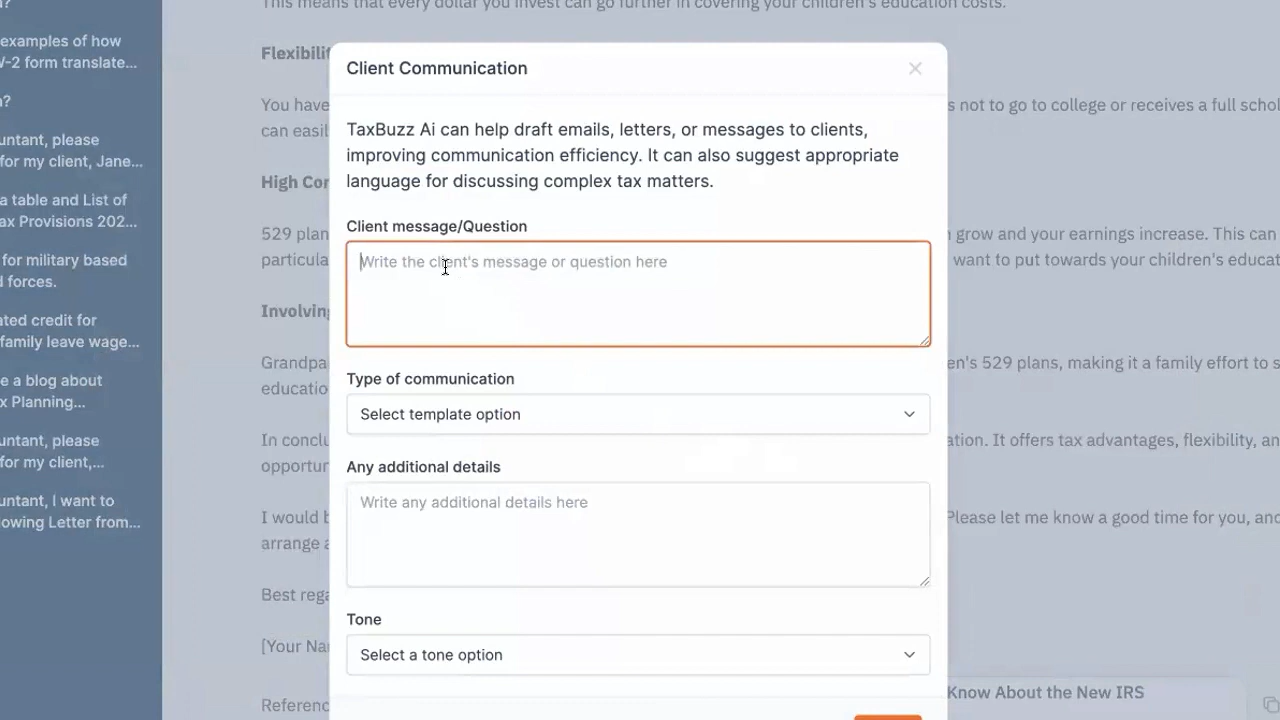 This means that every dollar you invest can go further in covering your children's education costs.
examples of how
V-2 form translate...
n?
untant, please
for my client, Jane...
a table and List of
ax Provisions 202...
for military based
d forces.
ated credit for
family leave wage...
e a blog about
x Planning...
untant, please
for my client,...
untant, I want to
owing Letter from...
Flexibilit
You have
can easil
s not to go to college or receives a full schol
High Con
529 plan
particula
n grow and your earnings increase. This can
want to put towards your children's educat
Involving
Grandpa
educatio
en's 529 plans, making it a family effort to s
In conclu
opportur
ation. It offers tax advantages, flexibility, an
I would b
arrange a
Please let me know a good time for you, and
Best rega
[Your Nar
Referenc
Know About the New IRS
Client Communication
TaxBuzz Ai can help draft emails, letters, or messages to clients,
improving communication efficiency. It can also suggest appropriate
language for discussing complex tax matters.
Client message/Question
Write the client's message or question here
Type of communication
Select template option
Any additional details
Write any additional details here
Tone
Select a tone option